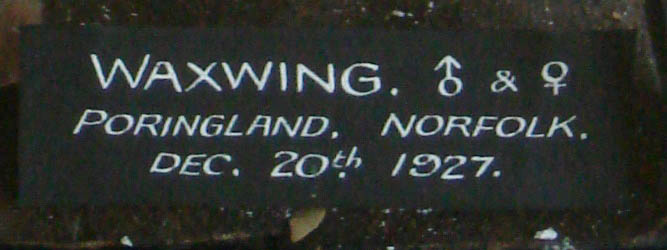 WAXWING. ♂ & ♀
PORINGLAND, NORFOLK.
DEC. 20th. 1927.